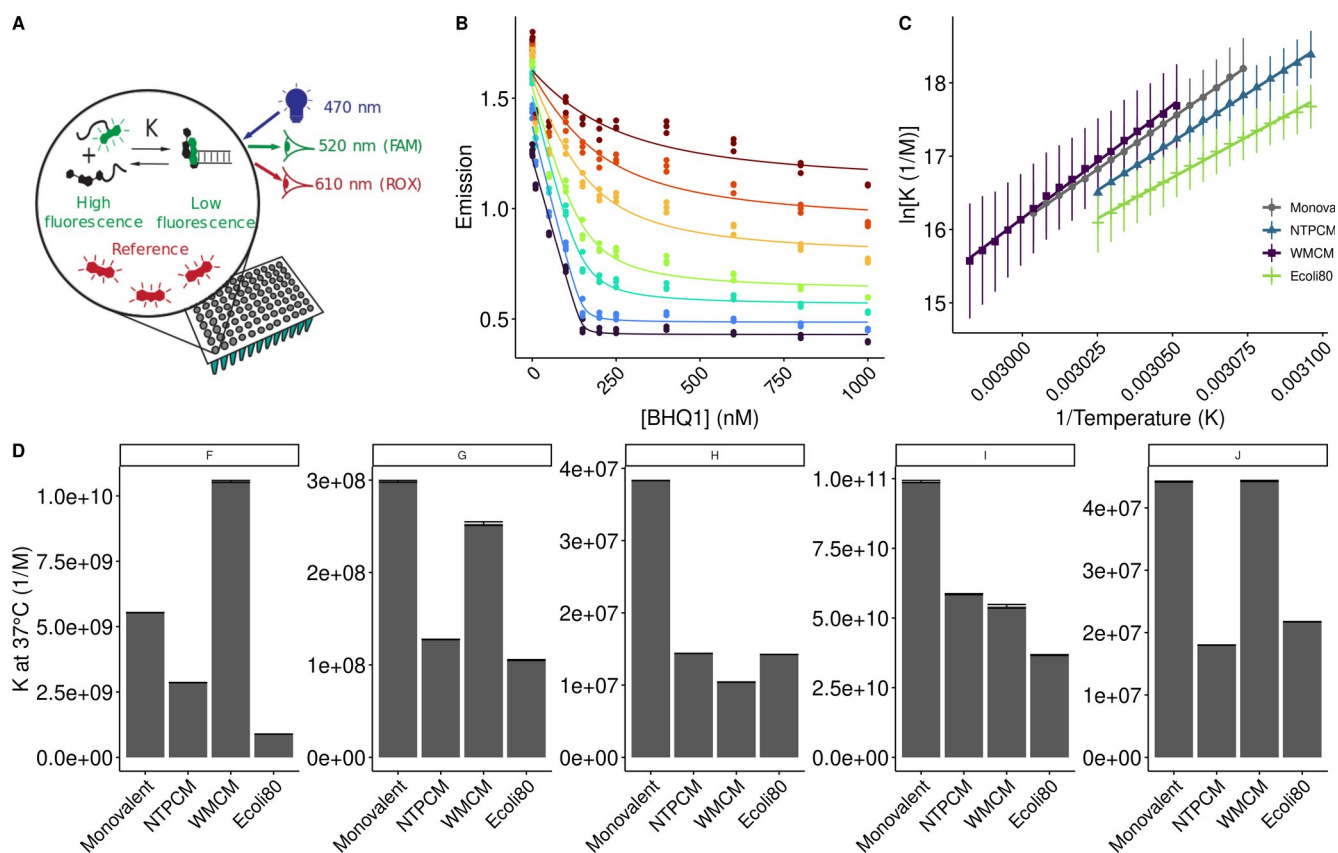 A
K
470 nm
520 nm (FAM)
610 nm (ROX)
+
High
fluorescence
Low
fluorescence
Reference
B
Emission
1.5
1.0
0.5
0
250
500
750
1000
[BHQ1] (nM)
C
ln[K (1/M)]
18
17
16
15
0.003000
0.003025
0.003050
0.003075
0.003100
1/Temperature (K)
Monova
NTPCM
WMCM
Ecoli80
D
K at 37°C (1/M)
F
1.0e+10
7.5e+09
5.0e+09
2.5e+09
0.0e+00
Monovalent
NTPCM
WMCM
Ecoli80
G
3e+08
2e+08
1e+08
0e+00
Monovalent
NTPCM
WMCM
Ecoli80
H
4e+07
3e+07
2e+07
1e+07
0e+00
Monovalent
NTPCM
WMCM
Ecoli80
I
1.0e+11
7.5e+10
5.0e+10
2.5e+10
0.0e+00
Monovalent
NTPCM
WMCM
Ecoli80
J
4e+07
3e+07
2e+07
1e+07
0e+00
Monovalent
NTPCM
WMCM
Ecoli80